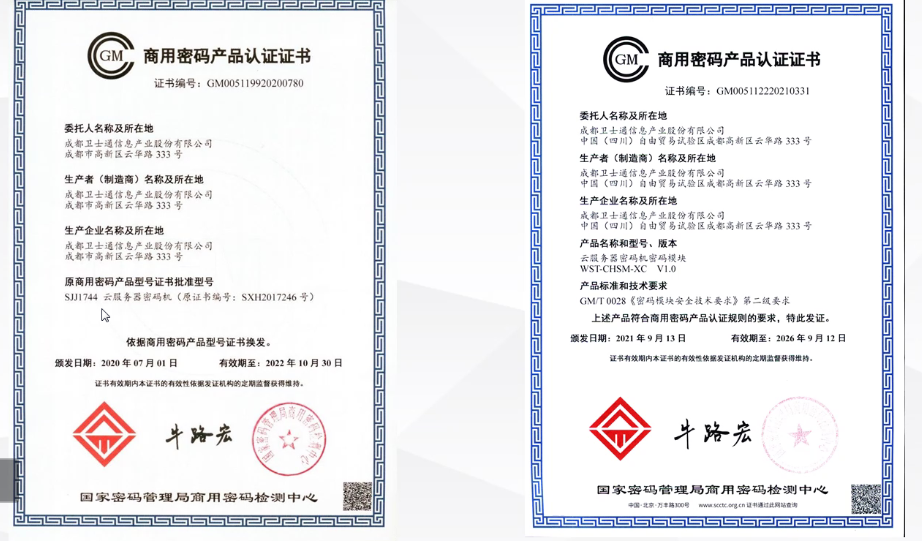 GM
商用密码产品认证证书
证书编号：GM005119920200780
委托人名称及所在地
成都卫士通信息产业股份有限公司
成都市高新区云华路 333 号
生产者（制造商）名称及所在地
成都卫士通信息产业股份有限公司
成都市高新区云华路 333 号
生产企业名称及所在地
成都卫士通信息产业股份有限公司
成都市高新区云华路 333 号
原商用密码产品型号证书批准型号
SJJ1744 云服务器密码机（原证书编号：SXH2017246 号）
依据商用密码产品型号证书换发。
颁发日期：2020 年 07 月 01 日 有效期至：2022 年 10 月 30 日
证书有效期内本证书的有效性依据发证机构的定期监督获得维持。
牛路宏
国家密码管理局商用密码检测中心
国家密码管理局商用密码检测中心
GM
商用密码产品认证证书
证书编号：GM005112220210331
委托人名称及所在地
成都卫士通信息产业股份有限公司
中国（四川）自由贸易试验区成都高新区云华路 333 号
生产者（制造商）名称及所在地
成都卫士通信息产业股份有限公司
中国（四川）自由贸易试验区成都高新区云华路 333 号
生产企业名称及所在地
成都卫士通信息产业股份有限公司
中国（四川）自由贸易试验区成都高新区云华路 333 号
产品名称和型号、版本
云服务器密码机密码模块
WST-CHSM-XC V1.0
产品标准和技术要求
GM/T 0028《密码模块安全技术要求》第二级要求
上述产品符合商用密码产品认证规则的要求，特此发证。
颁发日期：2021 年 9 月 13 日 有效期至：2026 年 9 月 12 日
证书有效期内本证书的有效性依据发证机构的定期监督获得维持。
牛路宏
国家密码管理局商用密码检测中心
中国·北京·万丰路300号 www.scctc.org.cn 证书通过此网站查询